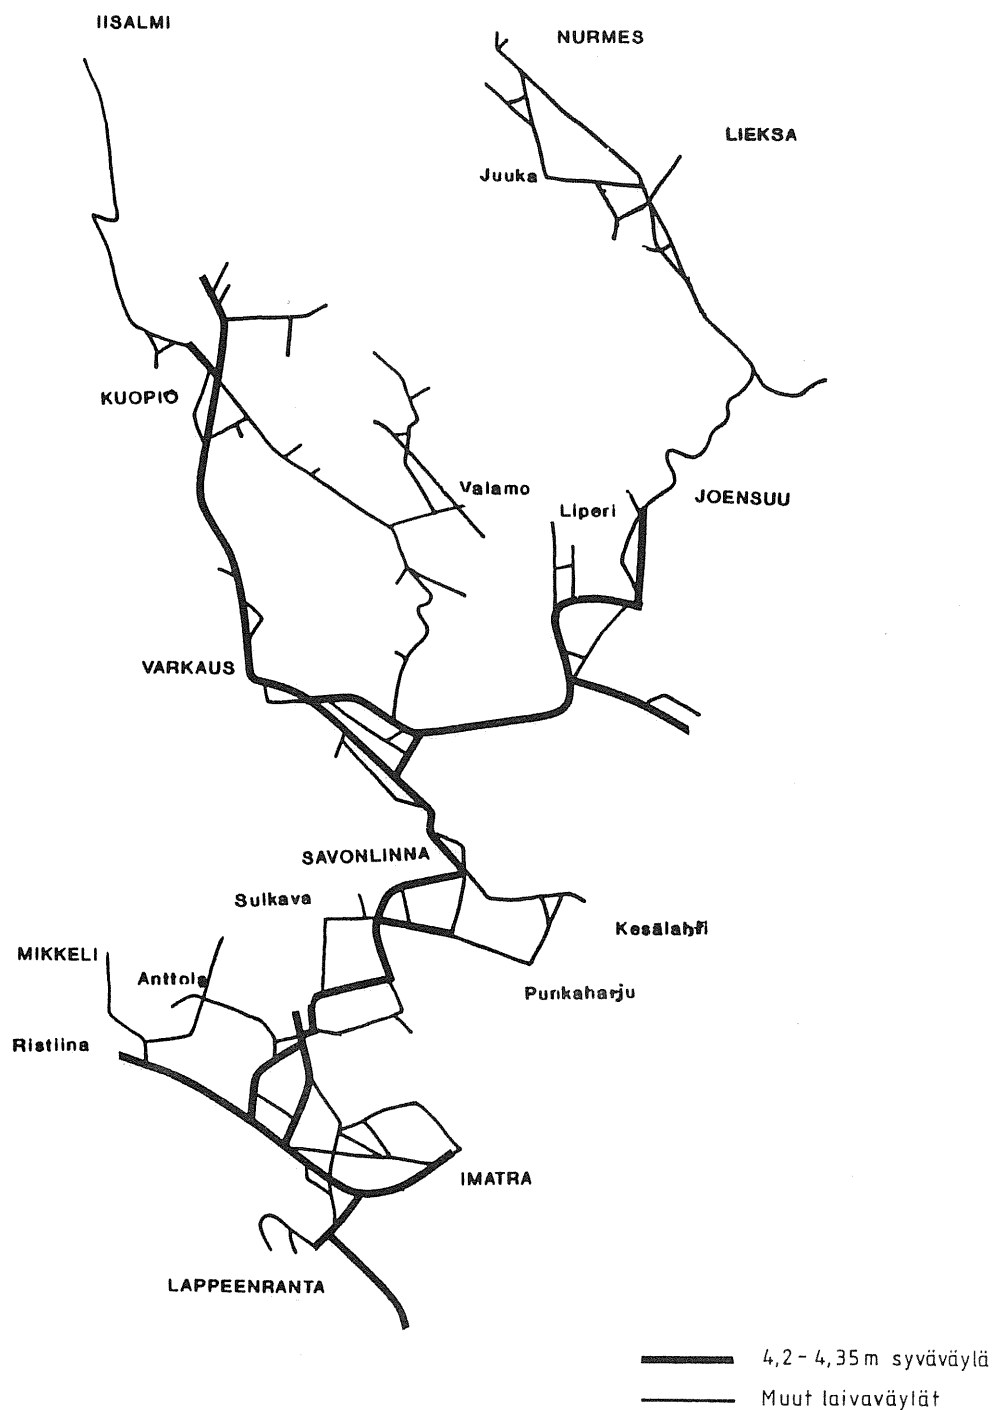 IISALMI
NURMES
LIEKSA
Juuka
KUOPIO
Valamo
Liperi
JOENSUU
VARKAUS
SAVONLINNA
Sulkava
Kesälahti
MIKKELI
Anttola
Punkaharju
Ristiina
IMATRA
LAPPEENRANTA
4,2-4,35m syväväylä
Muut laivaväylät